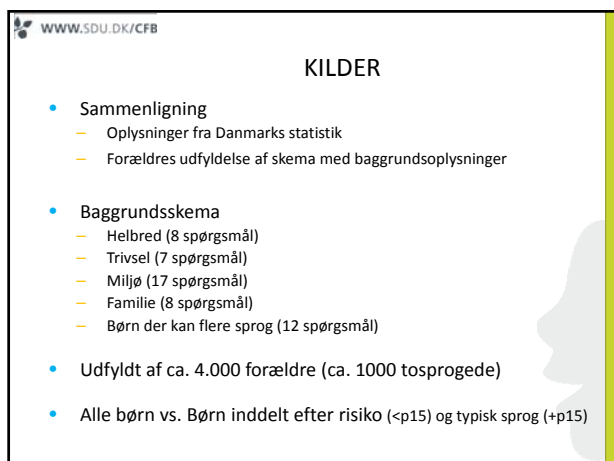 WWW.SDU.DK/CFB
KILDER
• Sammenligning
– Oplysninger fra Danmarks statistik
– Forældres udfyldelse af skema med baggrundsoplysninger
• Baggrundsskema
– Helbred (8 spørgsmål)
– Trivsel (7 spørgsmål)
– Miljø (17 spørgsmål)
– Familie (8 spørgsmål)
– Børn der kan flere sprog (12 spørgsmål)
• Udfyldt af ca. 4.000 forældre (ca. 1000 tosprogede)
• Alle børn vs. Børn inddelt efter risiko (<p15) og typisk sprog (+p15)